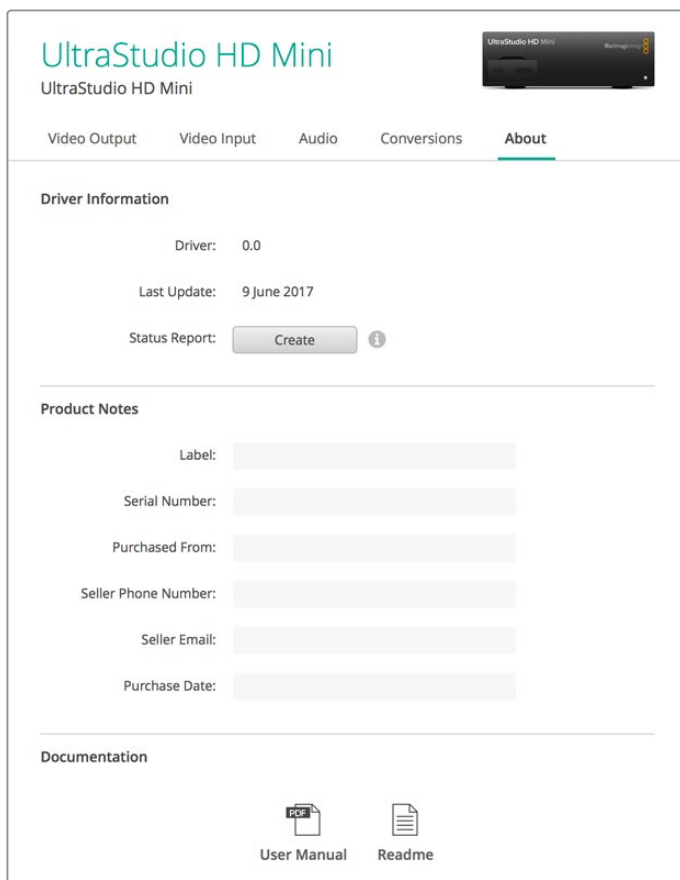 UltraStudio HD Mini
UltraStudio HD Mini
UltraStudio HD Mini
Blackmagicdesign
Video Output Video Input Audio Conversions About
Driver Information
Driver: 0.0
Last Update: 9 June 2017
Status Report: Create
Product Notes
Label:
Serial Number:
Purchased From:
Seller Phone Number:
Seller Email:
Purchase Date:
Documentation
PDF
User Manual Readme